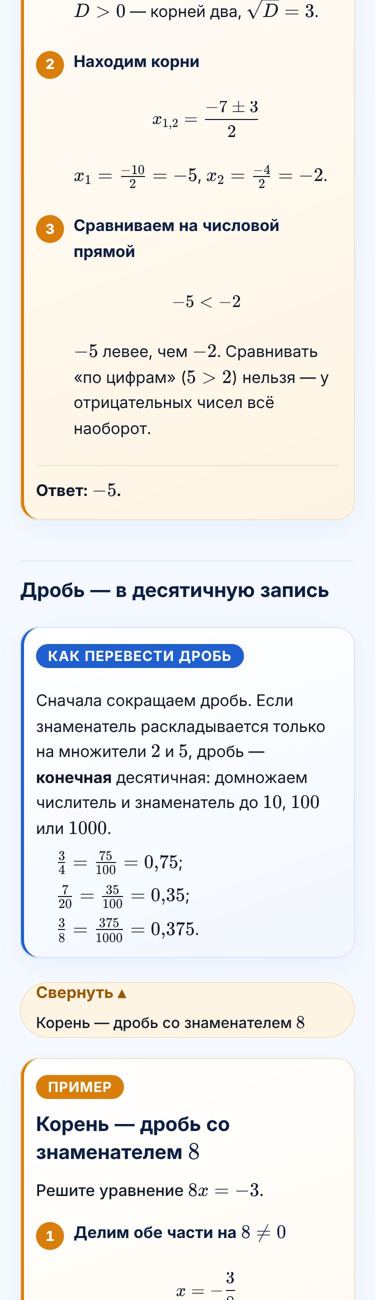 D > 0 — корней два, √D = 3.
2 Находим корни
x₁,₂ = (−7 ± 3)/2
x₁ = −10/2 = −5, x₂ = −4/2 = −2.
3 Сравниваем на числовой
прямой
−5 < −2
−5 левее, чем −2. Сравнивать
«по цифрам» (5 > 2) нельзя — у
отрицательных чисел всё
наоборот.
Ответ: −5.
Дробь — в десятичную запись
КАК ПЕРЕВЕСТИ ДРОБЬ
Сначала сокращаем дробь. Если
знаменатель раскладывается только
на множители 2 и 5, дробь —
конечная десятичная: домножаем
числитель и знаменатель до 10, 100
или 1000.
3/4 = 75/100 = 0,75;
7/20 = 35/100 = 0,35;
3/8 = 375/1000 = 0,375.
Свернуть ▴
Корень — дробь со знаменателем 8
ПРИМЕР
Корень — дробь со
знаменателем 8
Решите уравнение 8x = −3.
1 Делим обе части на 8 ≠ 0
x = −3/